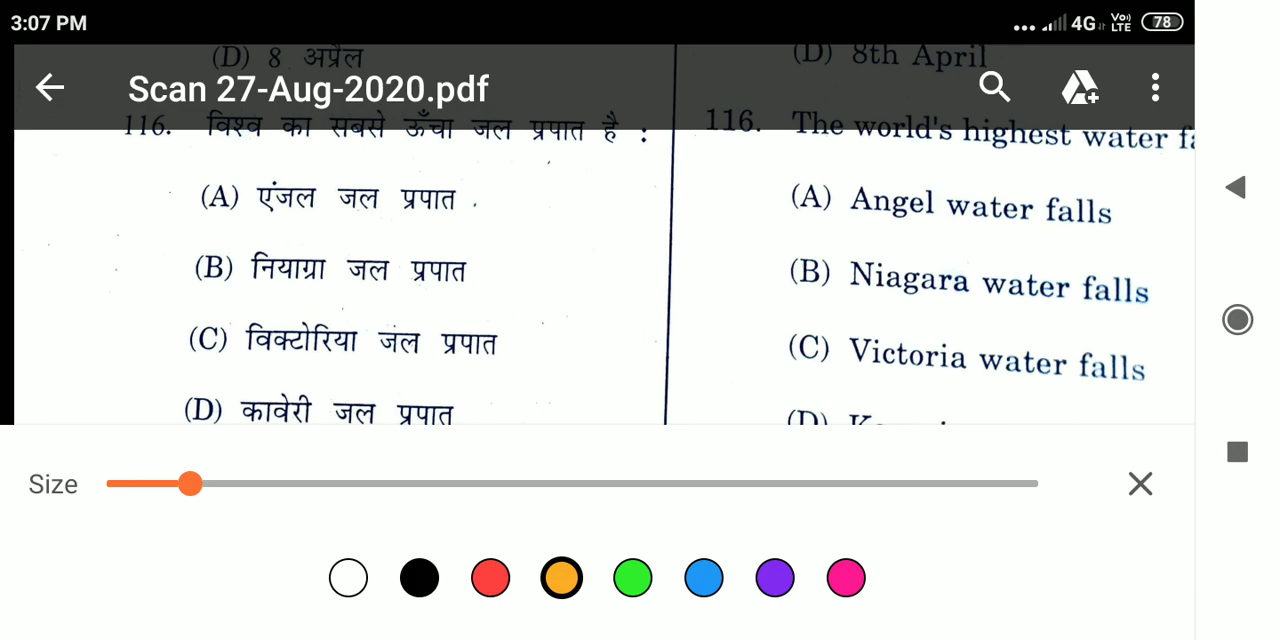 3:07 PM
4G
Vo))
LTE
78
(D) 8 अप्रैल
Scan 27-Aug-2020.pdf
116. विश्व का सबसे ऊँचा जल प्रपात है :
(A) एंजल जल प्रपात
(B) नियाग्रा जल प्रपात
(C) विक्टोरिया जल प्रपात
(D) कावेरी जल प्रपात
(D) 8th April
116. The world's highest water
(A) Angel water falls
(B) Niagara water falls
(C) Victoria water falls
(D)
Size